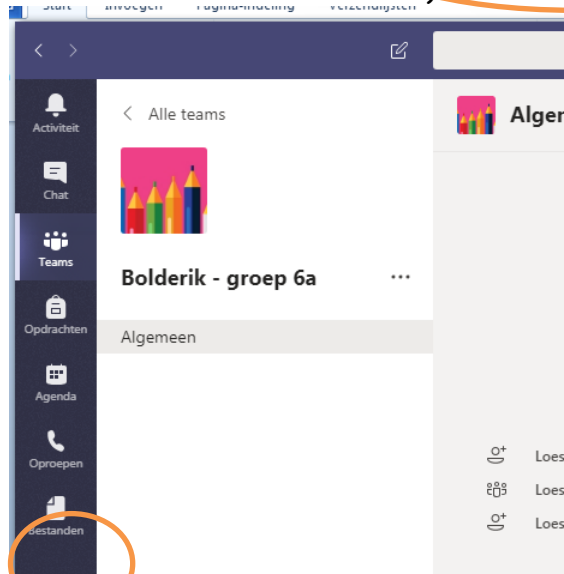 Start Invoegen Pagina-indeling Verzendlijsten
Activiteit
Chat
Teams
Opdrachten
Agenda
Oproepen
Bestanden
Alle teams
Bolderik - groep 6a
Algemeen
Alger
Loes
Loes
Loes